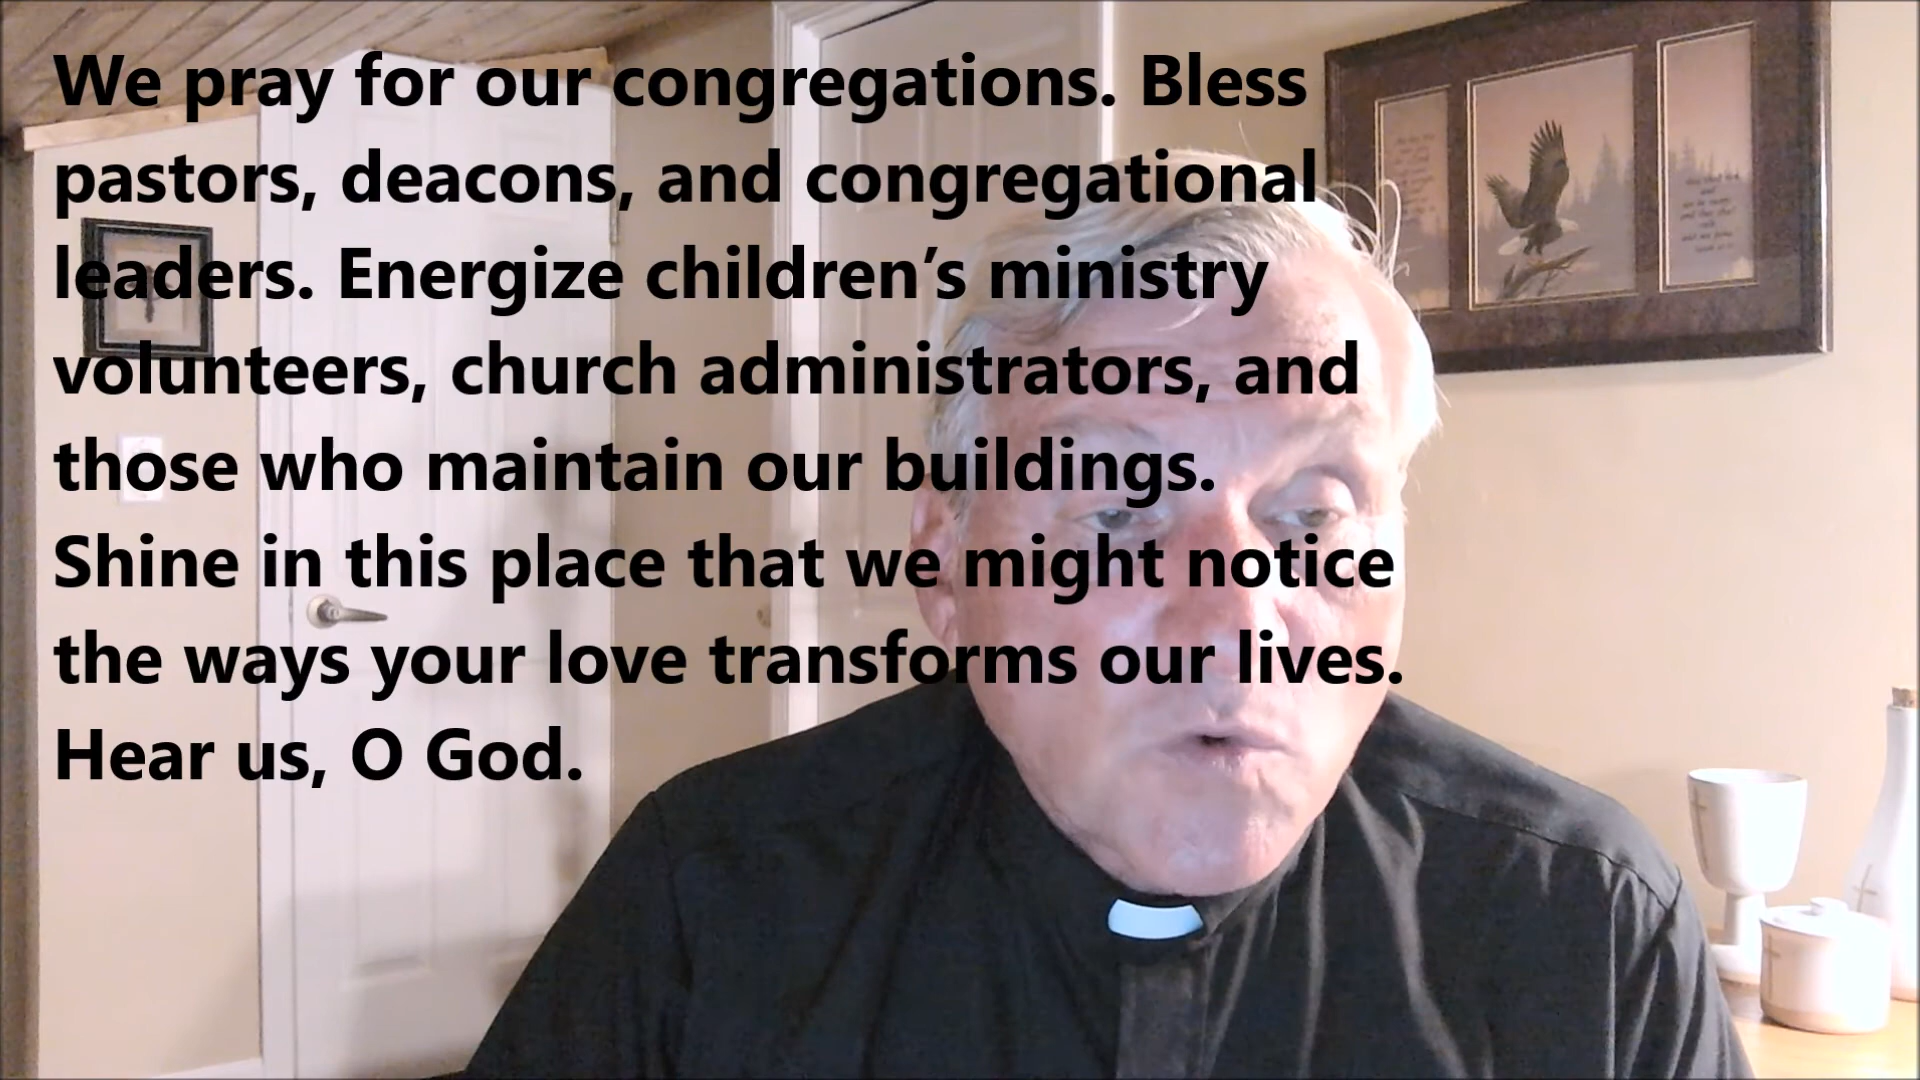 We pray for our congregations. Bless
pastors, deacons, and congregational
leaders. Energize children’s ministry
volunteers, church administrators, and
those who maintain our buildings.
Shine in this place that we might notice
the ways your love transforms our lives.
Hear us, O God.